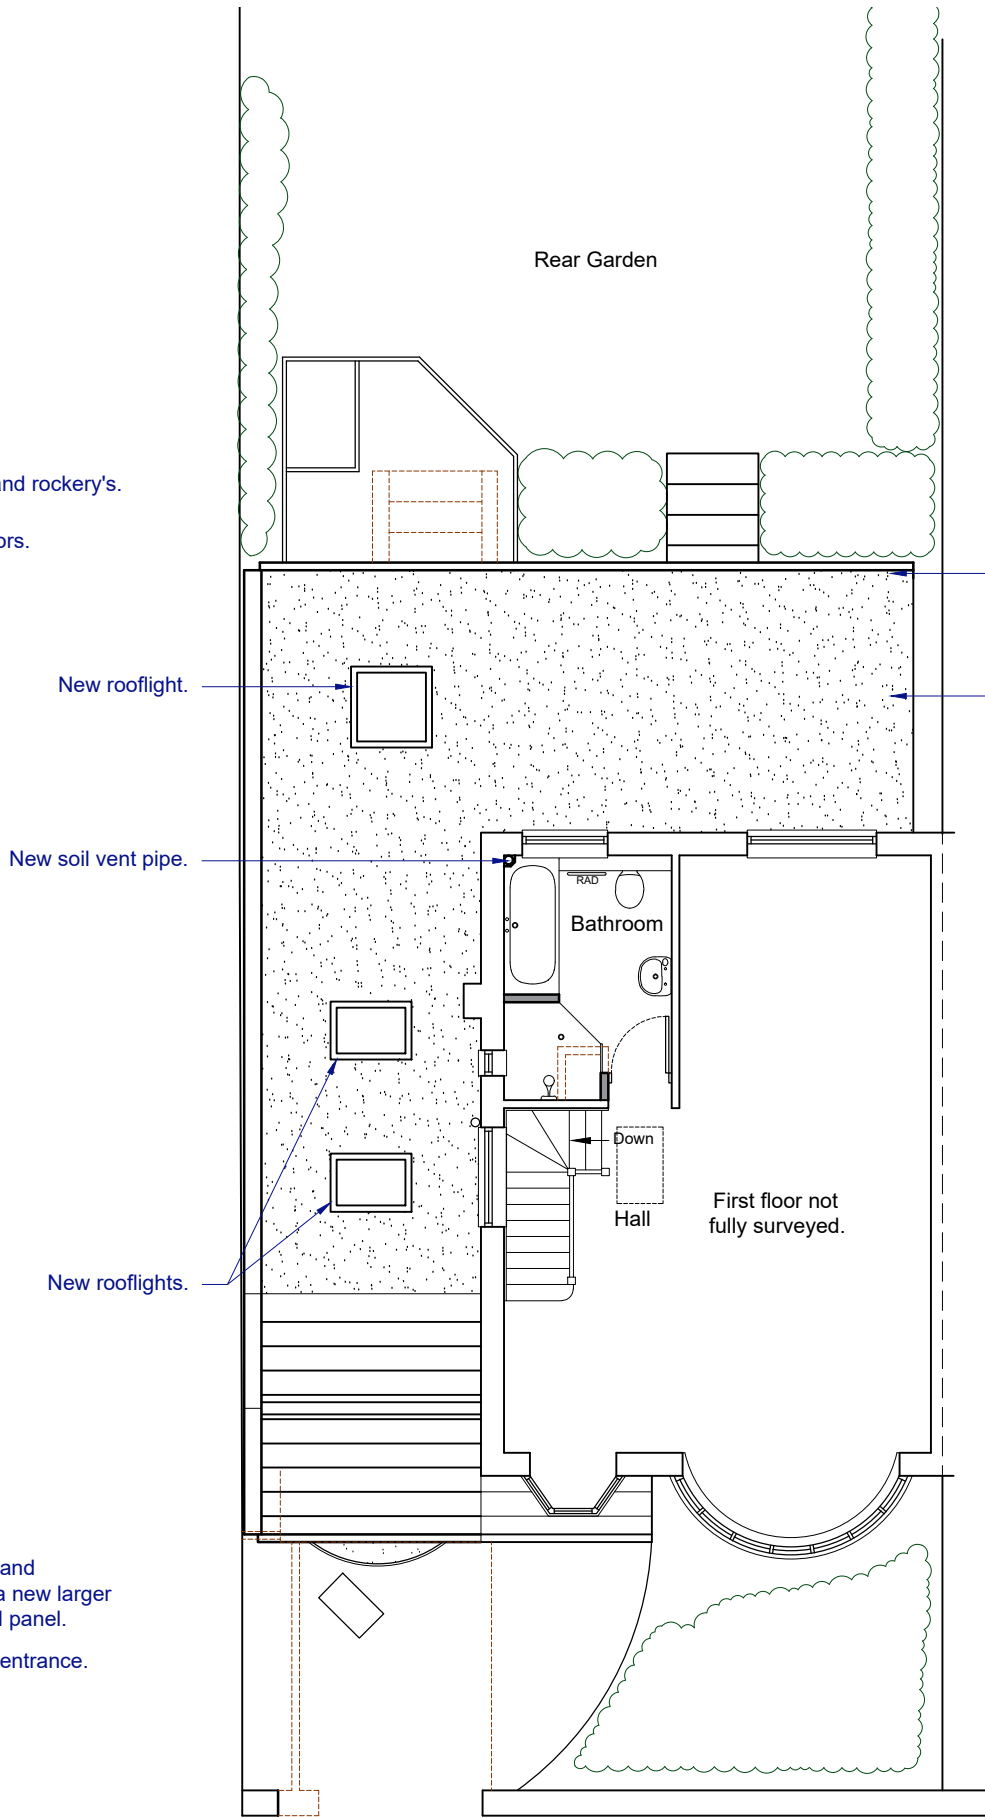 Rear Garden
and rockery's.
ors.
New rooflight.
New soil vent pipe.
RAD
Bathroom
Down
First floor not
fully surveyed.
Hall
New rooflights.
and
a new larger
panel.
entrance.